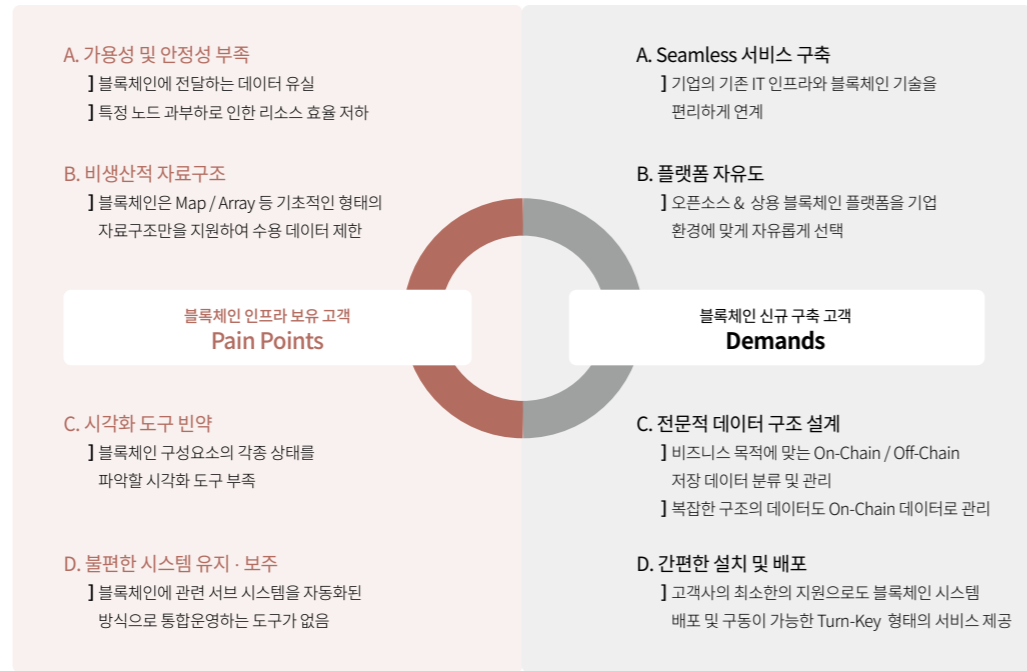 A. 가용성 및 안정성 부족
] 블록체인에 전달하는 데이터 유실
] 특정 노드 과부하로 인한 리소스 효율 저하
B. 비생산적 자료구조
] 블록체인은 Map / Array 등 기초적인 형태의
자료구조만을 지원하여 수용 데이터 제한
블록체인 인프라 보유 고객
Pain Points
C. 시각화 도구 빈약
] 블록체인 구성요소의 각종 상태를
파악할 시각화 도구 부족
D. 불편한 시스템 유지 · 보주
] 블록체인에 관련 서브 시스템을 자동화된
방식으로 통합운영하는 도구가 없음
A. Seamless 서비스 구축
] 기업의 기존 IT 인프라와 블록체인 기술을
편리하게 연계
B. 플랫폼 자유도
] 오픈소스 & 상용 블록체인 플랫폼을 기업
환경에 맞게 자유롭게 선택
블록체인 신규 구축 고객
Demands
C. 전문적 데이터 구조 설계
] 비즈니스 목적에 맞는 On-Chain / Off-Chain
저장 데이터 분류 및 관리
] 복잡한 구조의 데이터도 On-Chain 데이터로 관리
D. 간편한 설치 및 배포
] 고객사의 최소한의 지원으로도 블록체인 시스템
배포 및 구동이 가능한 Turn-Key 형태의 서비스 제공